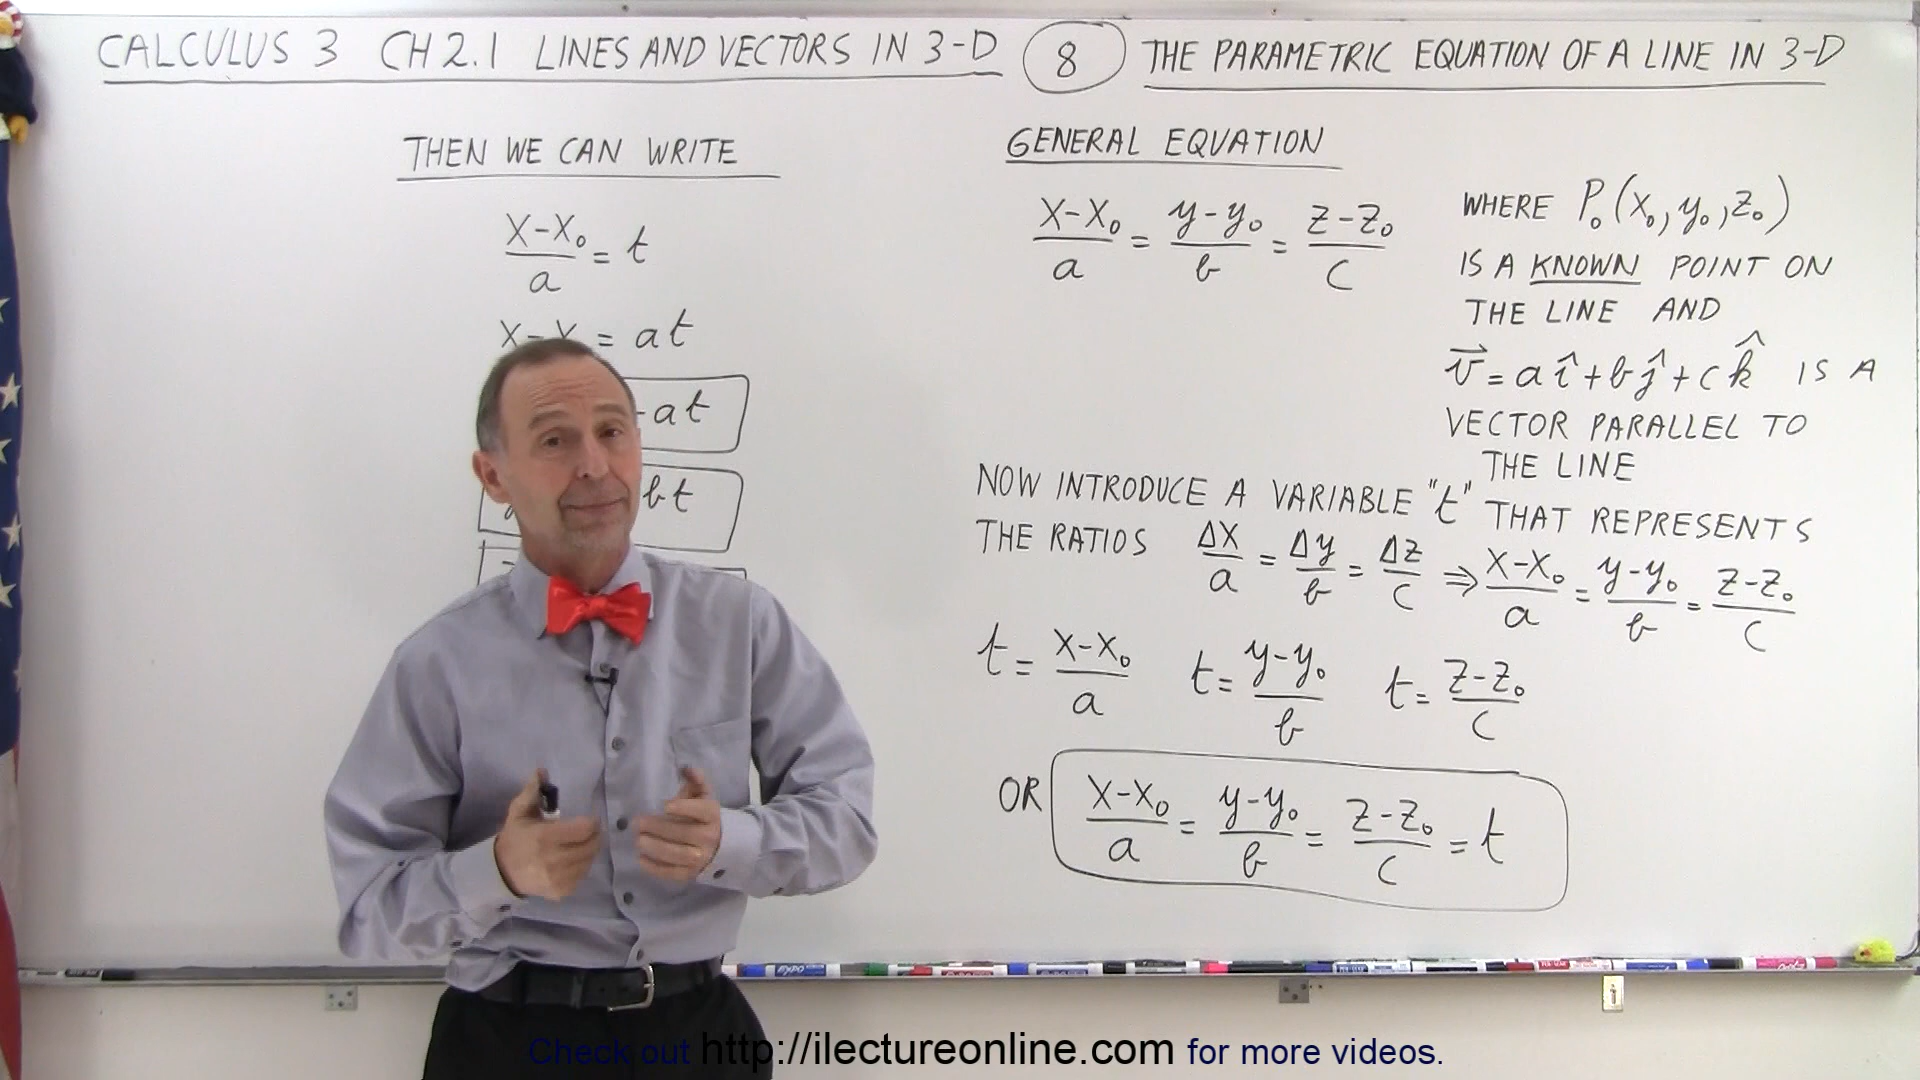 CALCULUS 3 CH 2.1 LINES AND VECTORS IN 3-D 8 THE PARAMETRIC EQUATION OF A LINE IN 3-D
THEN WE CAN WRITE
(x-x₀)/a = t
x-x = at
at
bt
GENERAL EQUATION
(x-x₀)/a = (y-y₀)/b = (z-z₀)/c
WHERE P₀(x₀,y₀,z₀)
IS A KNOWN POINT ON
THE LINE AND
v⃗=aî+bĵ+ck̂ IS A
VECTOR PARALLEL TO
THE LINE
NOW INTRODUCE A VARIABLE "t" THAT REPRESENTS
THE RATIOS Δx/a = Δy/b = Δz/c ⇒ (x-x₀)/a = (y-y₀)/b = (z-z₀)/c
t = (x-x₀)/a t = (y-y₀)/b t = (z-z₀)/c
OR (x-x₀)/a = (y-y₀)/b = (z-z₀)/c = t
EXPO
Check out http://ilectureonline.com for more videos.